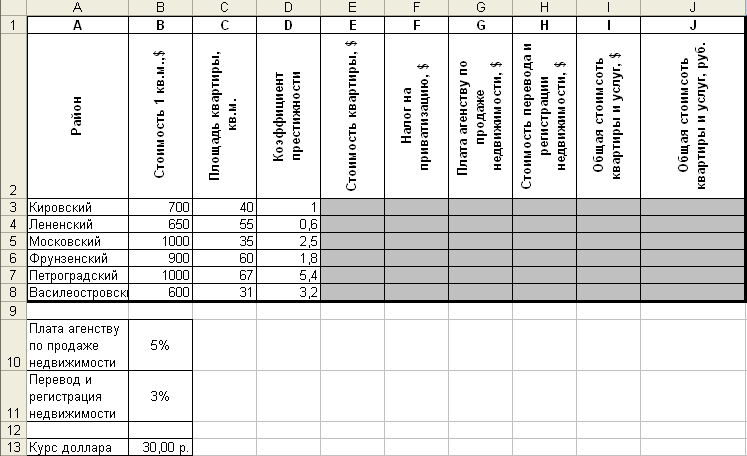 A B C D E F G H I J
1 A B C D E F G H I J
2 Район Стоимость 1 кв.м.,$ Площадь квартиры, кв.м. Коэффициент престижности Стоимость квартиры, $ Налог на приватизацию, $ Плата агенству по продаже недвижимости, $ Стоимость перевода и регистрации недвижимости, $ Общая стоимсоть квартиры и услуг, $ Общая стоимсоть квартиры и услуг, руб.
3 Кировский 700 40 1
4 Лененский 650 55 0,6
5 Московский 1000 35 2,5
6 Фрунзенский 900 60 1,8
7 Петроградский 1000 67 5,4
8 Василеостровски 600 31 3,2
9
Плата агенству
по продаже 5%
10 недвижимости
Перевод и
регистрация 3%
11 недвижимости
12
13 Курс доллара 30,00 р.